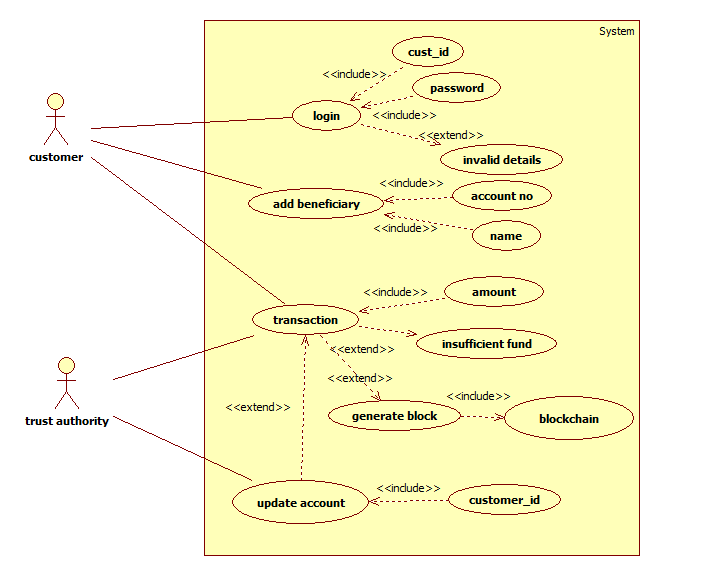 System
cust_id
<<include>>
password
<<include>>
login
<<extend>>
customer
invalid details
<<include>>
account no
add beneficiary
<<include>>
name
<<include>>
amount
transaction
insufficient fund
<<extend>>
<<extend>>
<<include>>
<<extend>>
generate block
blockchain
trust authority
<<include>>
update account
customer_id